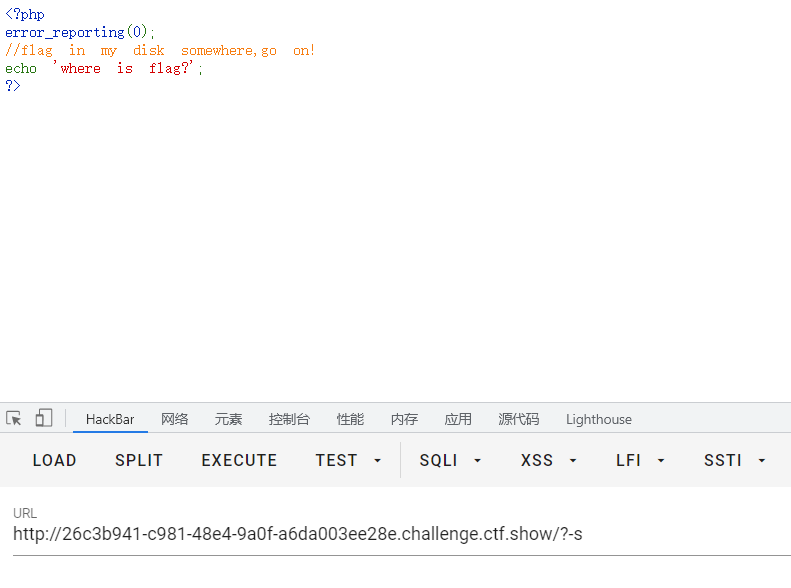 <?php
error_reporting(0);
//flag in my disk somewhere,go on!
echo 'where is flag?';
?>
HackBar 网络 元素 控制台 性能 内存 应用 源代码 Lighthouse
LOAD SPLIT EXECUTE TEST SQLI XSS LFI SSTI
URL
http://26c3b941-c981-48e4-9a0f-a6da003ee28e.challenge.ctf.show/?-s